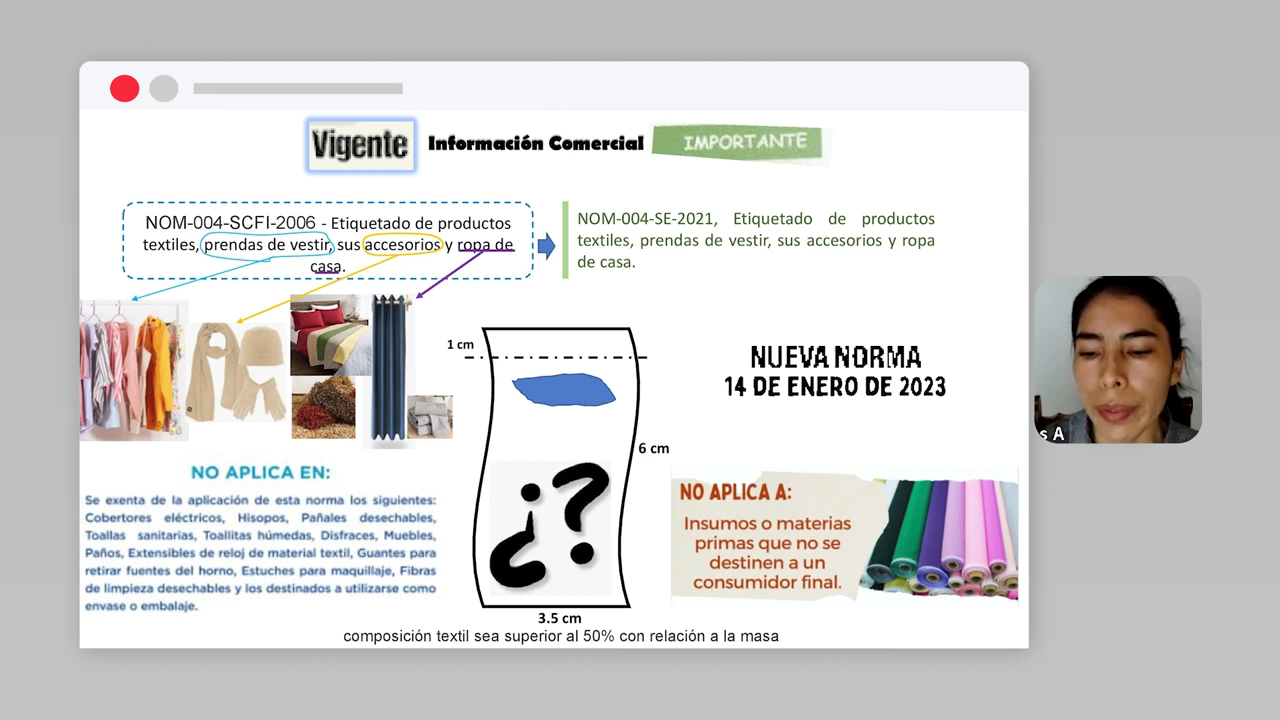 Vigente Información Comercial IMPORTANTE
NOM-004-SCFI-2006 - Etiquetado de productos
textiles, prendas de vestir, sus accesorios y ropa de
casa.
NOM-004-SE-2021, Etiquetado de productos
textiles, prendas de vestir, sus accesorios y ropa
de casa.
1 cm
6 cm
¿?
3.5 cm
NUEVA NORMA
14 DE ENERO DE 2023
NO APLICA EN:
Se exenta de la aplicación de esta norma los siguientes:
Cobertores eléctricos, Hisopos, Pañales desechables,
Toallas sanitarias, Toallitas húmedas, Disfraces, Muebles,
Paños, Extensibles de reloj de material textil, Guantes para
retirar fuentes del horno, Estuches para maquillaje, Fibras
de limpieza desechables y los destinados a utilizarse como
envase o embalaje.
NO APLICA A:
Insumos o materias
primas que no se
destinen a un
consumidor final.
composición textil sea superior al 50% con relación a la masa
s A